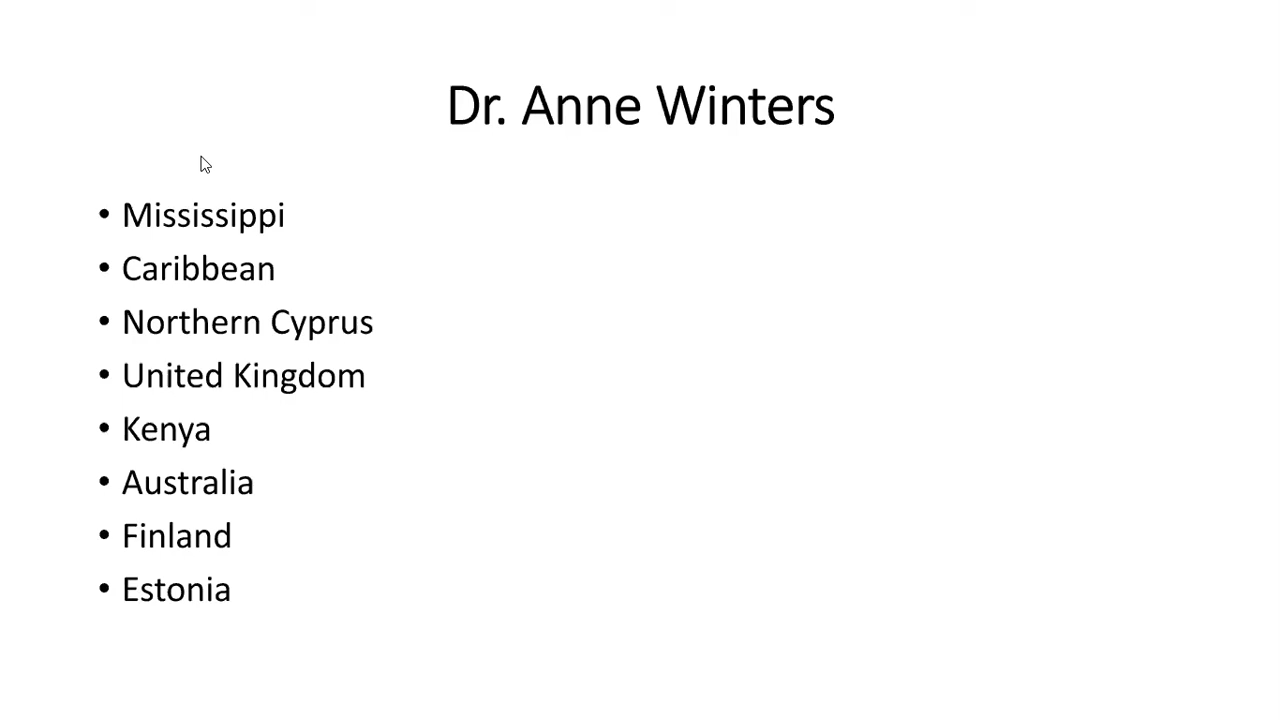 Dr. Anne Winters
• Mississippi
• Caribbean
• Northern Cyprus
• United Kingdom
• Kenya
• Australia
• Finland
• Estonia